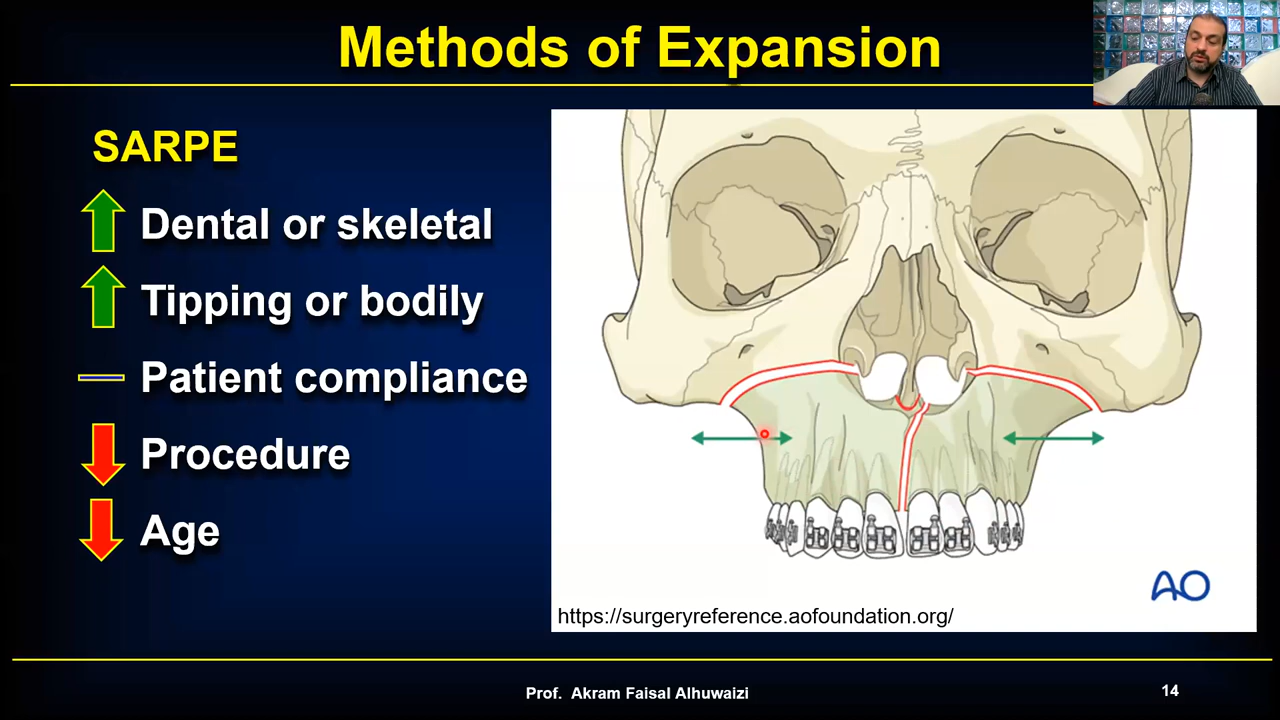 Methods of Expansion
SARPE
Dental or skeletal
Tipping or bodily
Patient compliance
Procedure
Age
AO
https://surgeryreference.aofoundation.org/
Prof. Akram Faisal Alhuwaizi
14